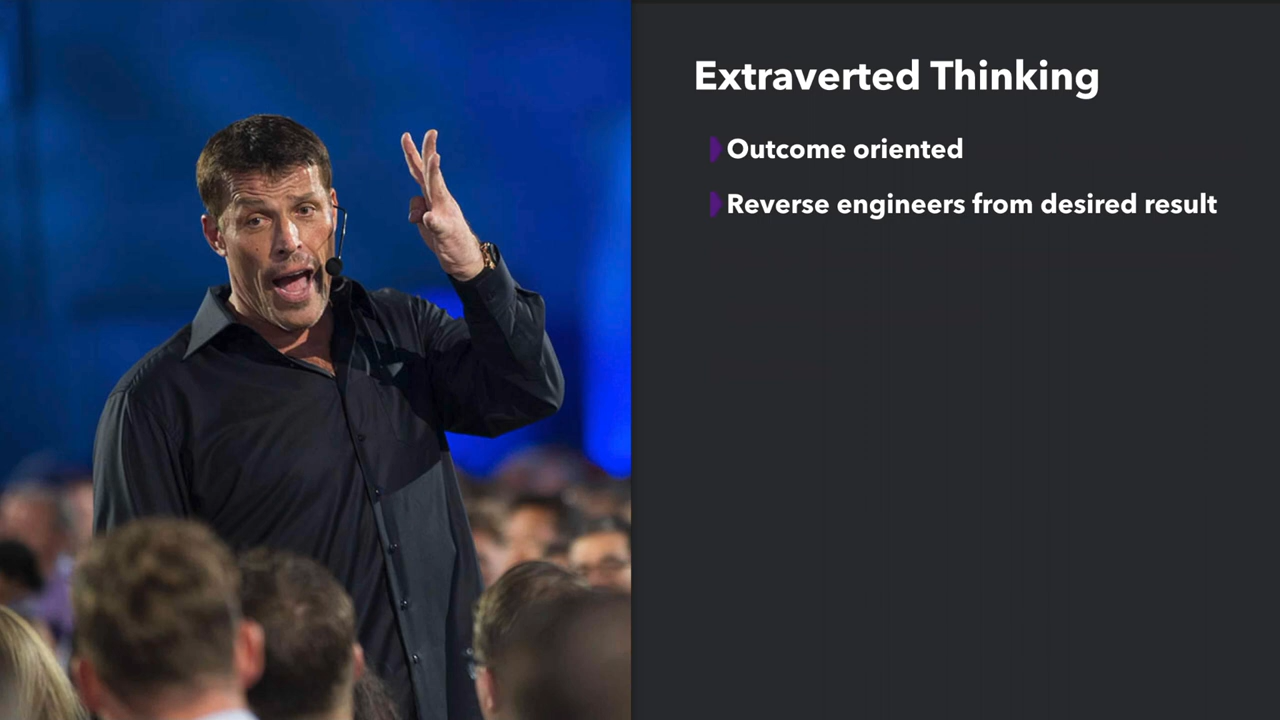 Extraverted Thinking
Outcome oriented
Reverse engineers from desired result